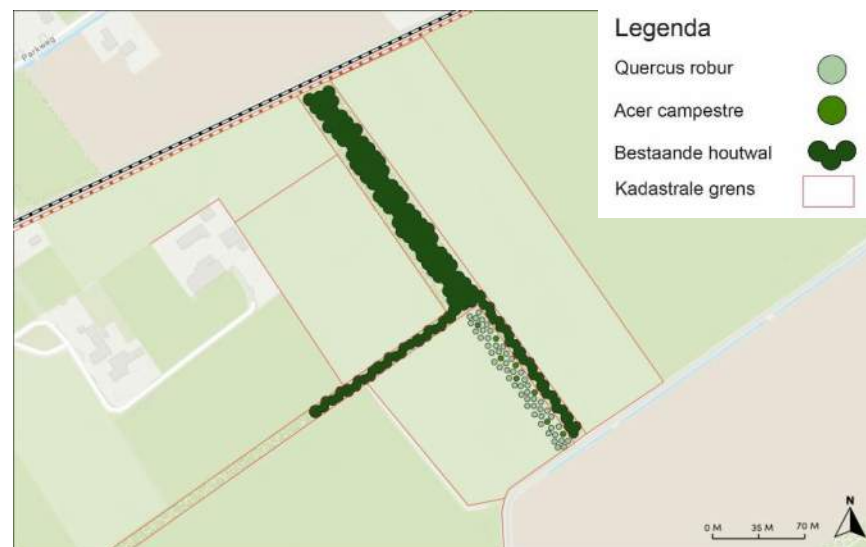 Parkweg
Legenda
Quercus robur
Acer campestre
Bestaande houtwal
Kadastrale grens
N
0 M 35 M 70 M